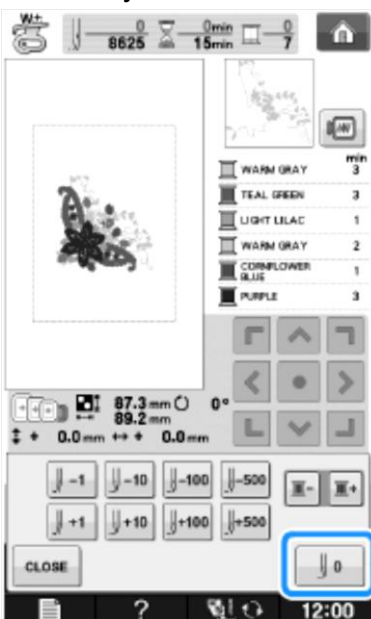 W+
0 0min 0
8625 15min 7
min
WARM GRAY 3
TEAL GREEN 3
LIGHT LILAC 1
WARM GRAY 2
CORNFLOWER
BLUE 1
PURPLE 3
87.3 mm 0°
89.2 mm
+ 0.0 mm + 0.0 mm
-1 -10 -100 -500 - +
+1 +10 +100 +500
CLOSE 0
? 12:00